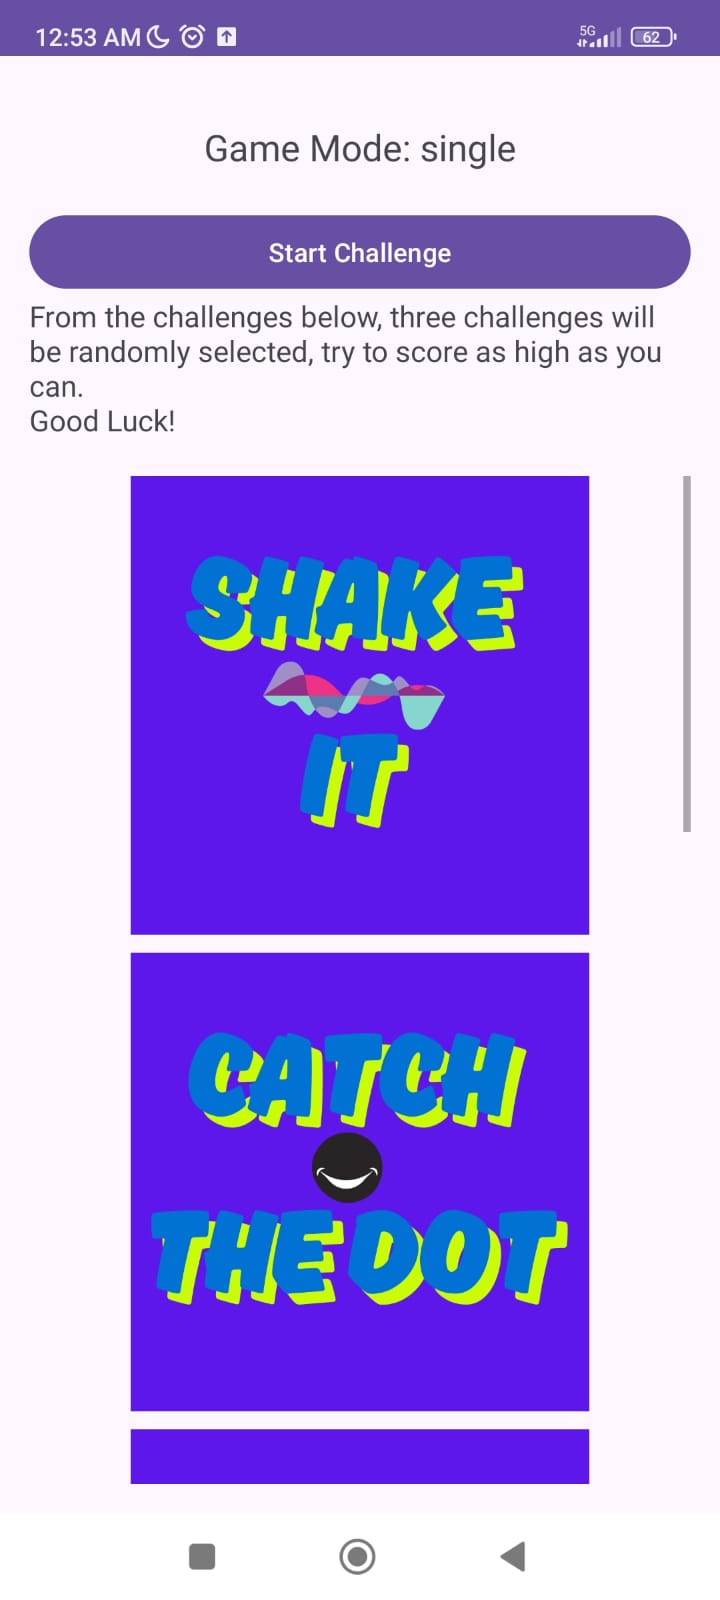 12:53 AM
5G
62
Game Mode: single
Start Challenge
From the challenges below, three challenges will
be randomly selected, try to score as high as you
can.
Good Luck!
SHAKE
IT
CATCH
THE DOT